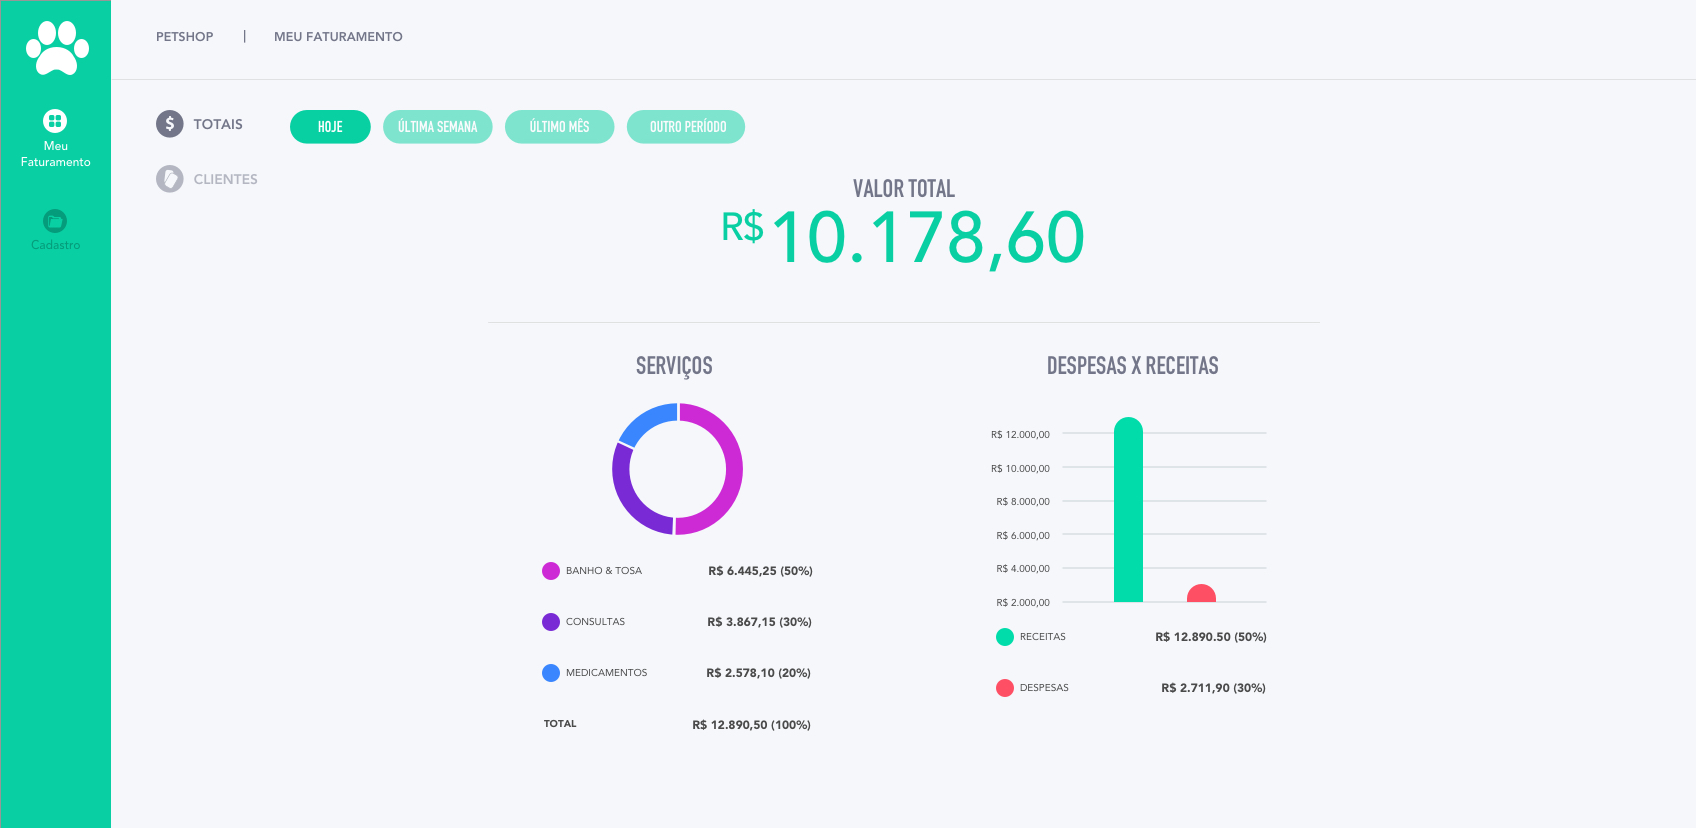 PETSHOP | MEU FATURAMENTO
Meu
Faturamento
Cadastro
$ TOTAIS
CLIENTES
HOJE
ÚLTIMA SEMANA
ÚLTIMO MÊS
OUTRO PERÍODO
VALOR TOTAL
R$ 10.178,60
SERVIÇOS
BANHO & TOSA R$ 6.445,25 (50%)
CONSULTAS R$ 3.867,15 (30%)
MEDICAMENTOS R$ 2.578,10 (20%)
TOTAL R$ 12.890,50 (100%)
DESPESAS X RECEITAS
R$ 12.000,00
R$ 10.000,00
R$ 8.000,00
R$ 6.000,00
R$ 4.000,00
R$ 2.000,00
RECEITAS R$ 12.890.50 (50%)
DESPESAS R$ 2.711,90 (30%)